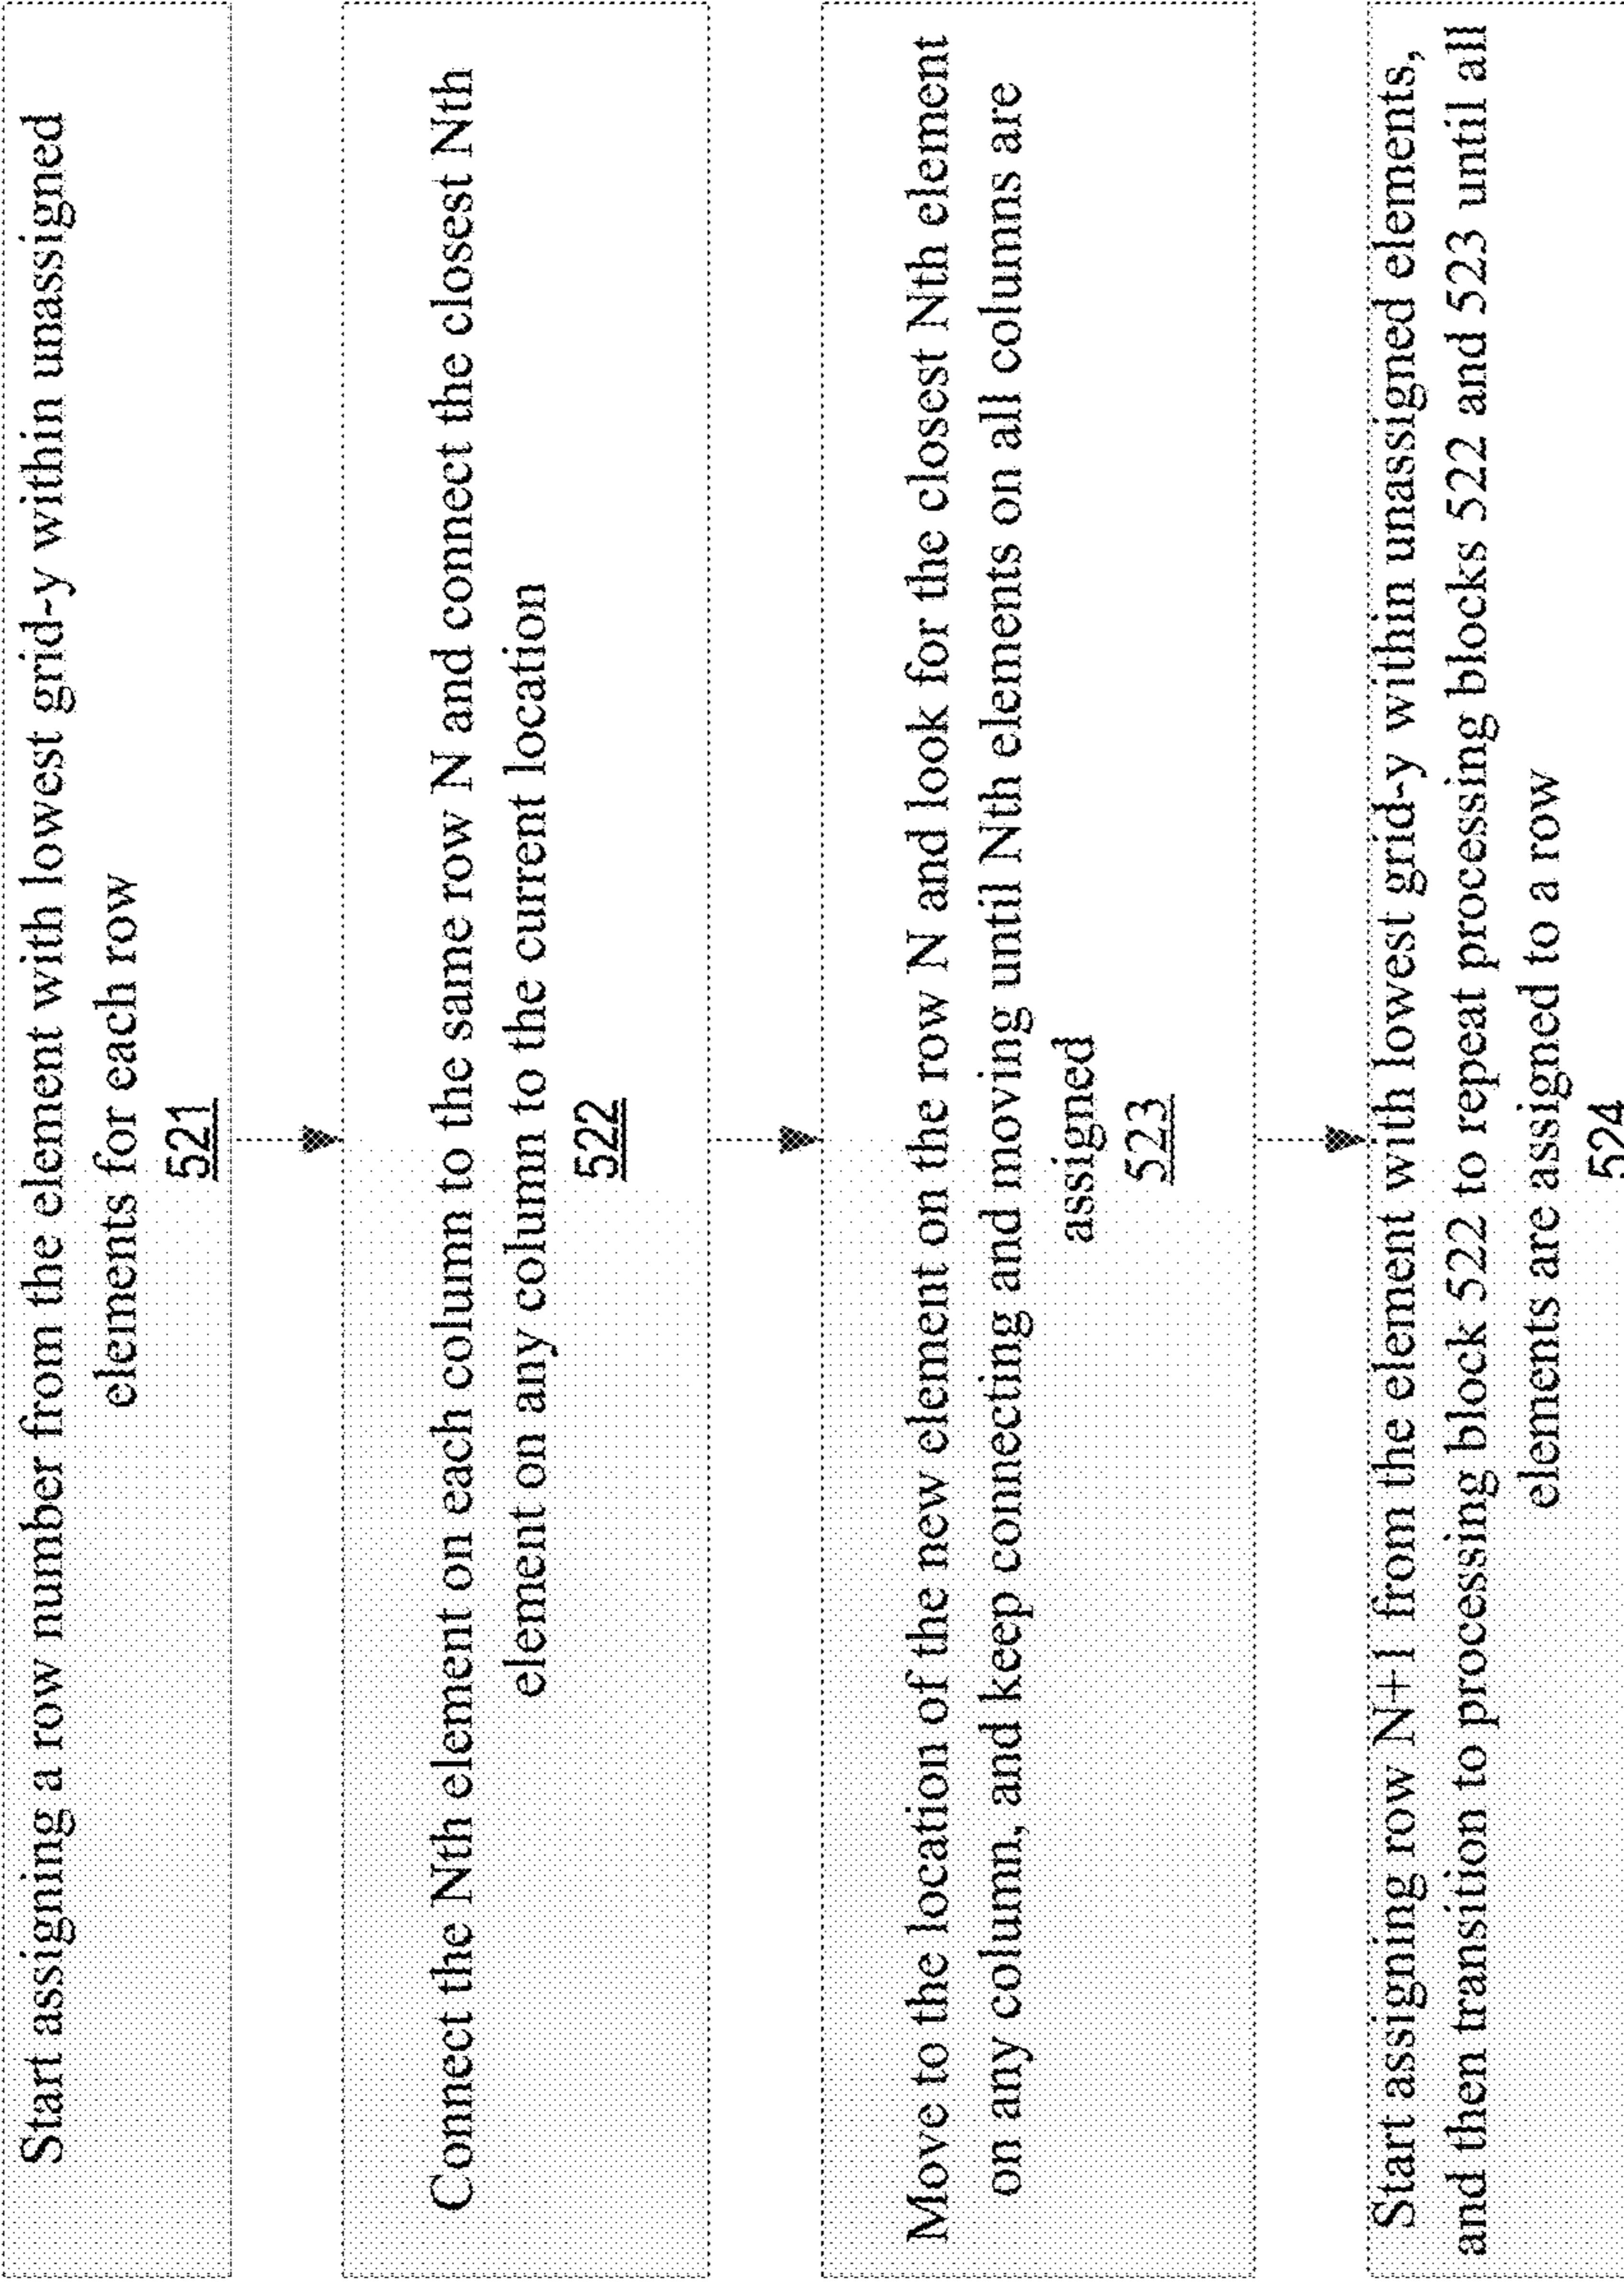 Start assigning a row number from the element with lowest grid-y within unassigned
elements for each row
521
Connect the Nth element on each column to the same row N and connect the closest Nth
element on any column to the current location
522
Move to the location of the new element on the row N and look for the closest Nth element
on any column, and keep connecting and moving until Nth elements on all columns are
assigned
523
Start assigning row N+1 from the element with lowest grid-y within unassigned elements,
and them transition to processing block 522 to repeat processing blocks 522 and 523 until all
elements are assigned to a row
524